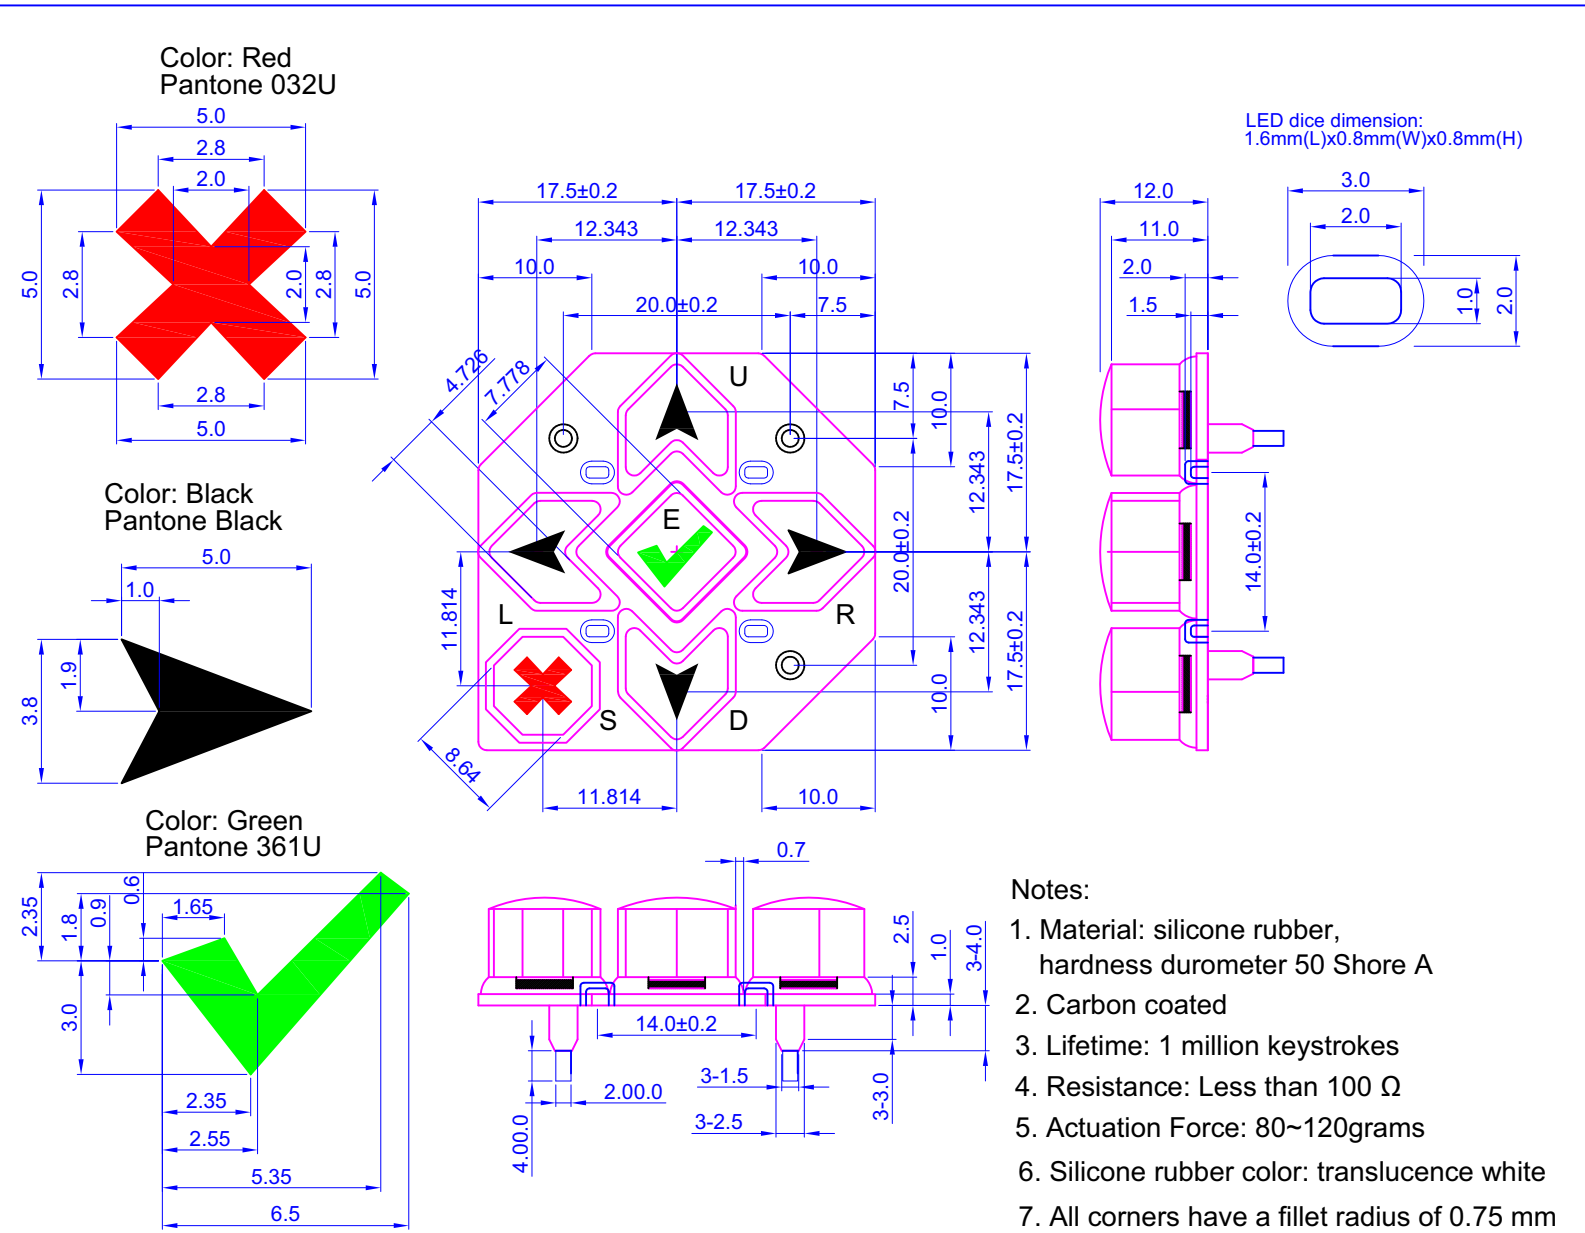 Color: Red
Pantone 032U
5.0
2.8
2.0
5.0
2.8
2.0
2.8
5.0
2.8
5.0
Color: Black
Pantone Black
5.0
1.0
1.9
3.8
Color: Green
Pantone 361U
2.35
1.8
0.9
0.6
1.65
3.0
2.35
2.55
5.35
6.5
17.5±0.2
17.5±0.2
12.343
12.343
10.0
10.0
20.0±0.2
7.5
4.726
7.778
U
E
L
R
S
D
7.5
10.0
12.343
17.5±0.2
20.0±0.2
12.343
17.5±0.2
10.0
11.814
8.64
11.814
10.0
12.0
11.0
2.0
1.5
14.0±0.2
LED dice dimension:
1.6mm(L)x0.8mm(W)x0.8mm(H)
3.0
2.0
1.0
2.0
0.7
2.5
1.0
3-4.0
14.0±0.2
3-1.5
3-2.5
3-3.0
2.00.0
4.00.0
Notes:
1. Material: silicone rubber,
hardness durometer 50 Shore A
2. Carbon coated
3. Lifetime: 1 million keystrokes
4. Resistance: Less than 100 Ω
5. Actuation Force: 80~120grams
6. Silicone rubber color: translucence white
7. All corners have a fillet radius of 0.75 mm